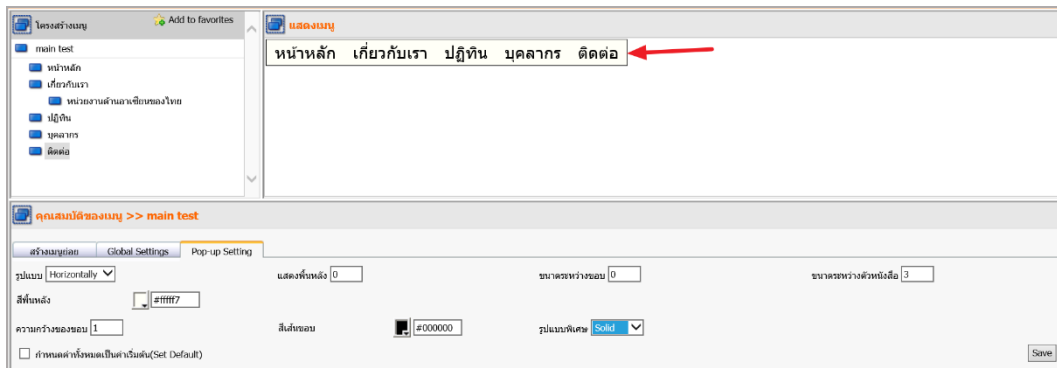 โครงสร้างเมนู
Add to favorites
main test
หน้าหลัก
เกี่ยวกับเรา
หน่วยงานด้านอาเซียนของไทย
ปฏิทิน
บุคลากร
ติดต่อ
แสดงเมนู
หน้าหลัก เกี่ยวกับเรา ปฏิทิน บุคลากร ติดต่อ
คุณสมบัติของเมนู >> main test
สร้างเมนูย่อย Global Settings Pop-up Setting
รูปแบบ Horizontally แสดงพื้นหลัง 0 ขนาดระหว่างขอบ 0 ขนาดระหว่างตัวหนังสือ 3
สีพื้นหลัง #fffff7
ความกว้างของขอบ 1 สีเส้นขอบ #000000 รูปแบบพิเศษ Solid
กำหนดค่าทั้งหมดเป็นค่าเริ่มต้น(Set Default) Save